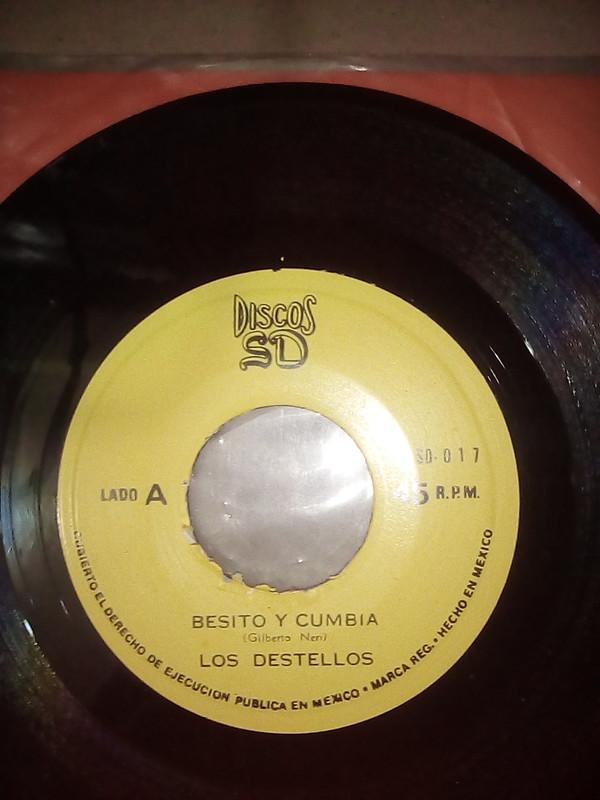 DISCOS
SD
SD-017
LADO A
5 R.P.M.
BESITO Y CUMBIA
(Gilberto Neri)
LOS DESTELLOS
CUBIERTO EL DERECHO DE EJECUCION PUBLICA EN MEXICO • MARCA REG. • HECHO EN MEXICO